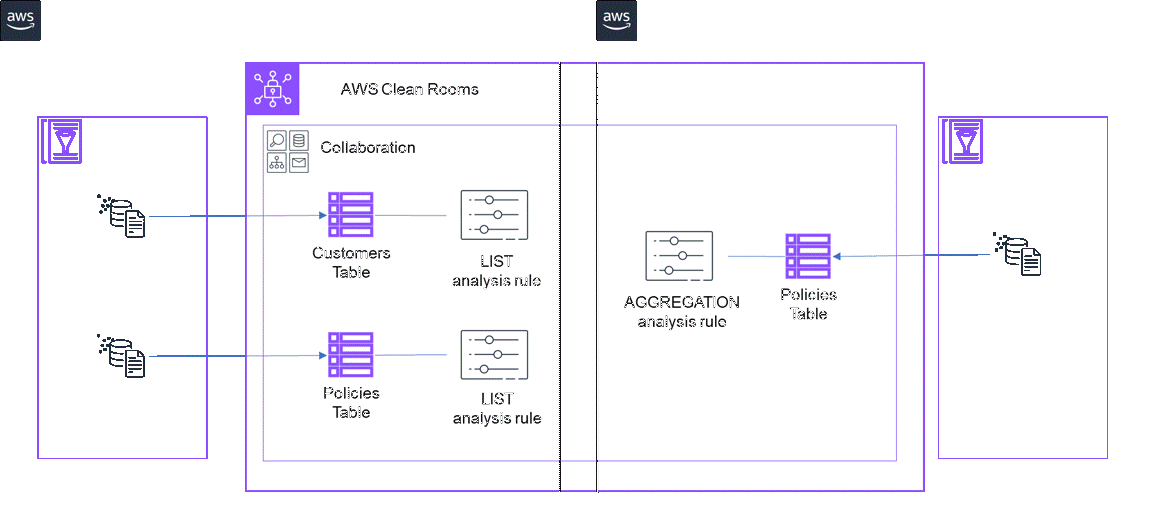 aws
aws
AWS Clean Rooms
Collaboration
Customers
Table
LIST
analysis rule
Policies
Table
LIST
analysis rule
AGGREGATION
analysis rule
Policies
Table